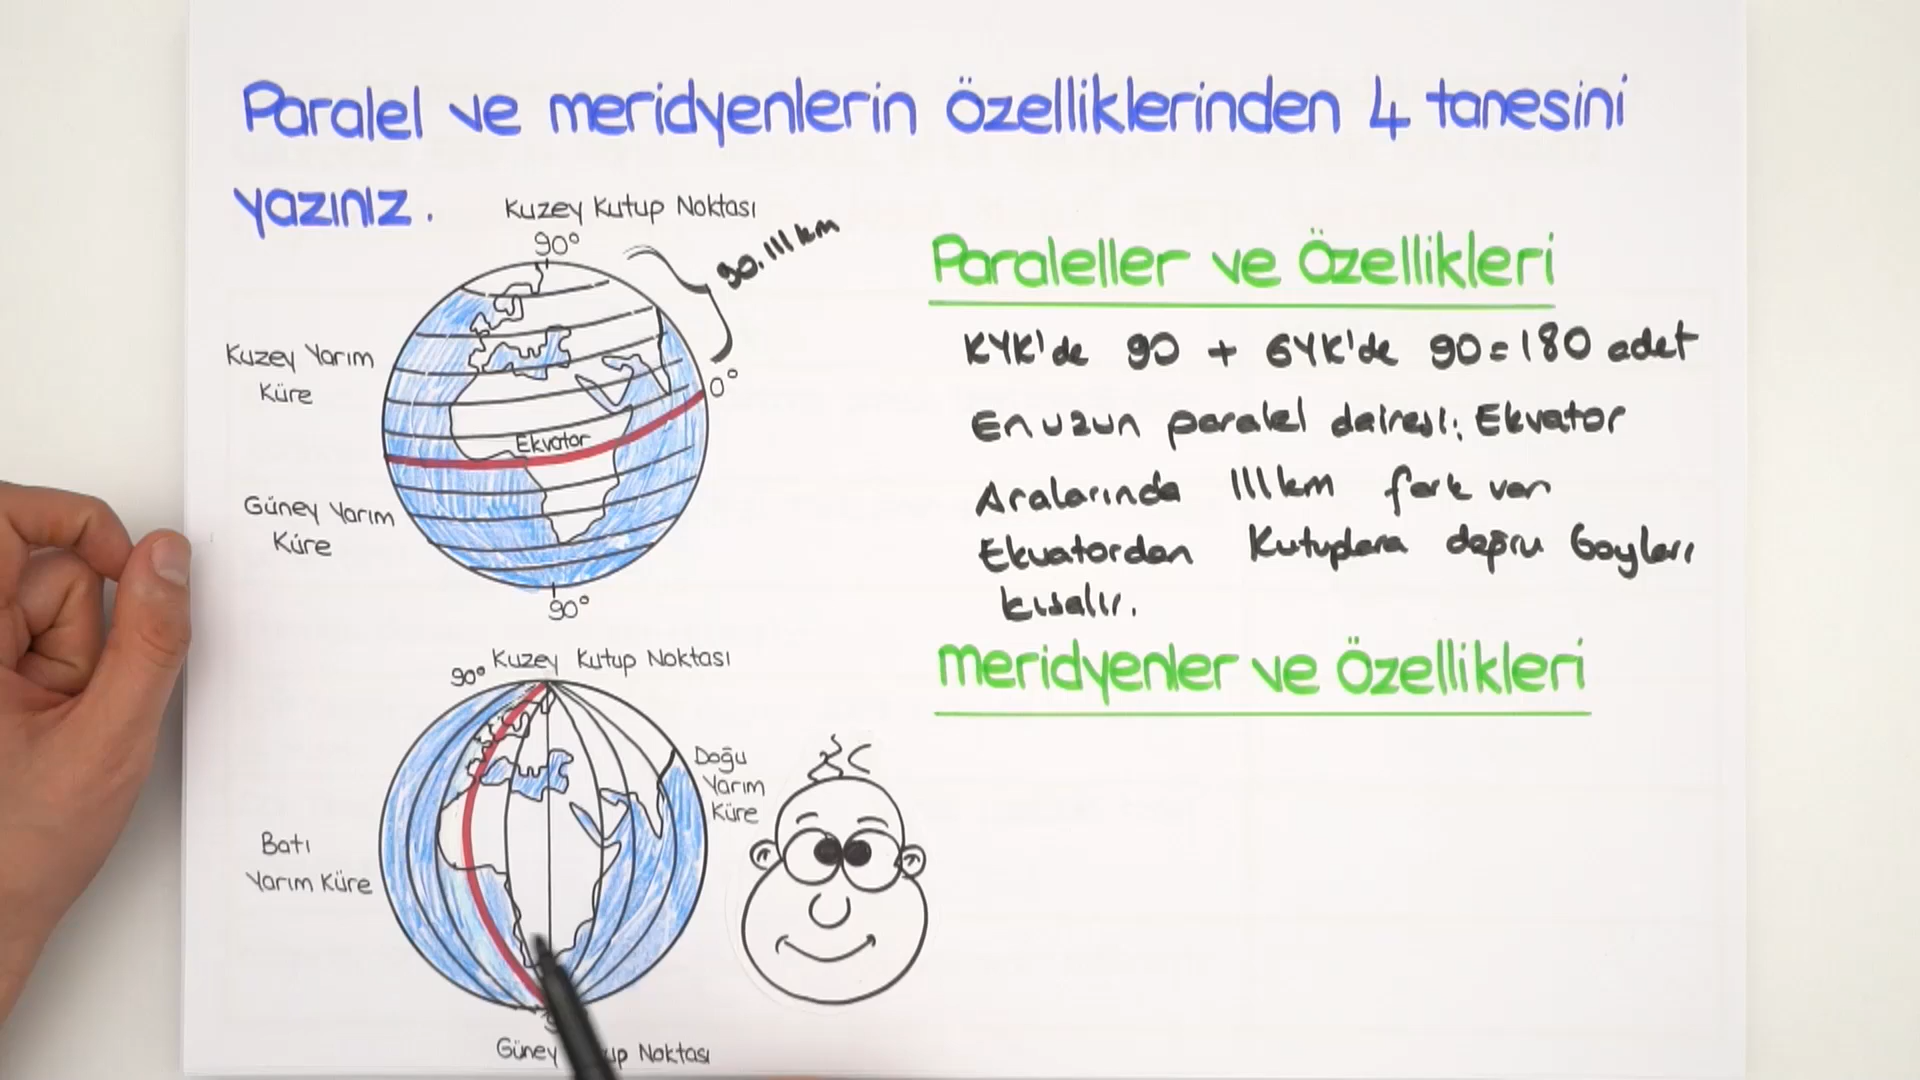 Paralel ve meridyenlerin özelliklerinden 4 tanesini
yazınız.
Kuzey Kutup Noktası
90°
90.111 km
Kuzey Yarım
Küre
0°
Ekvator
Güney Yarım
Küre
90°
Paraleller ve Özellikleri
KYK'de 90 + GYK'de 90=180 adet
En uzun paralel dairesi: Ekvator
Aralarında 111km fark var
Ekvatordan Kutuplara doğru boyları
kısalır.
Meridyenler ve Özellikleri
90° Kuzey Kutup Noktası
Doğu
Yarım
Küre
Batı
Yarım Küre
Güney Noktası